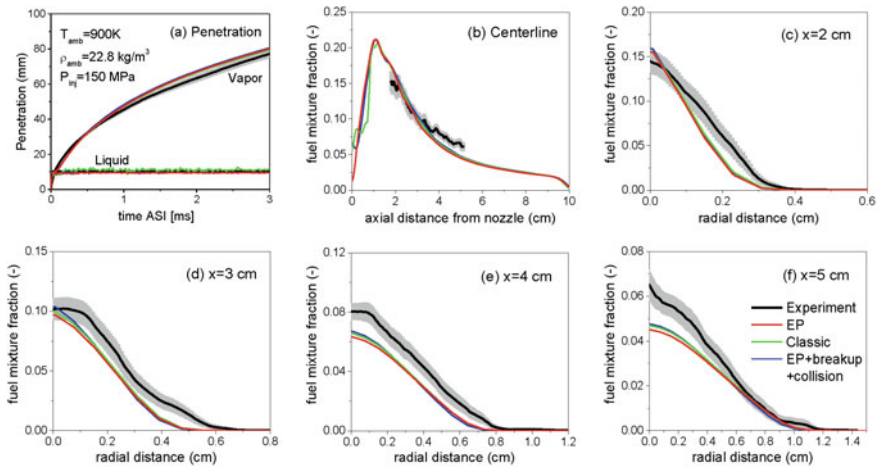 (a) Penetration
T_amb=900K
ρ_amb=22.8 kg/m³
P_inj=150 MPa
Vapor
Liquid
Penetration (mm)
100
80
60
40
20
0
0 1 2 3
time ASI [ms]
(b) Centerline
fuel mixture fraction (-)
0.25
0.20
0.15
0.10
0.05
0.00
0 2 4 6 8 10
axial distance from nozzle (cm)
(c) x=2 cm
fuel mixture fraction (-)
0.20
0.15
0.10
0.05
0.00
0.0 0.2 0.4 0.6
radial distance (cm)
(d) x=3 cm
fuel mixture fraction (-)
0.15
0.10
0.05
0.00
0.0 0.2 0.4 0.6 0.8
radial distance (cm)
(e) x=4 cm
fuel mixture fraction (-)
0.12
0.08
0.04
0.00
0.0 0.2 0.4 0.6 0.8 1.0 1.2
radial distance (cm)
(f) x=5 cm
Experiment
EP
Classic
EP+breakup
+collision
fuel mixture fraction (-)
0.08
0.06
0.04
0.02
0.00
0.0 0.2 0.4 0.6 0.8 1.0 1.2 1.4
radial distance (cm)